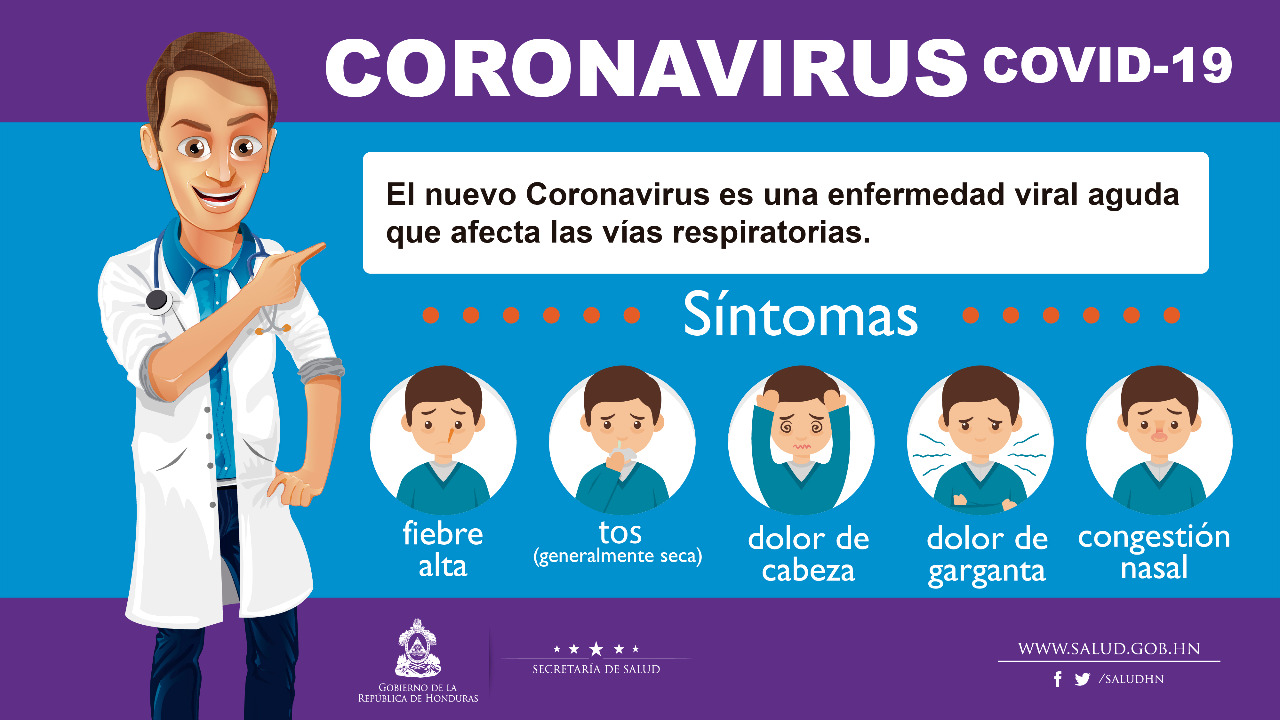 CORONAVIRUS COVID-19
El nuevo Coronavirus es una enfermedad viral aguda
que afecta las vías respiratorias.
Síntomas
fiebre
alta
tos
(generalmente seca)
dolor de
cabeza
dolor de
garganta
congestión
nasal
GOBIERNO DE LA
REPÚBLICA DE HONDURAS
SECRETARÍA DE SALUD
WWW.SALUD.GOB.HN
/SALUDHN